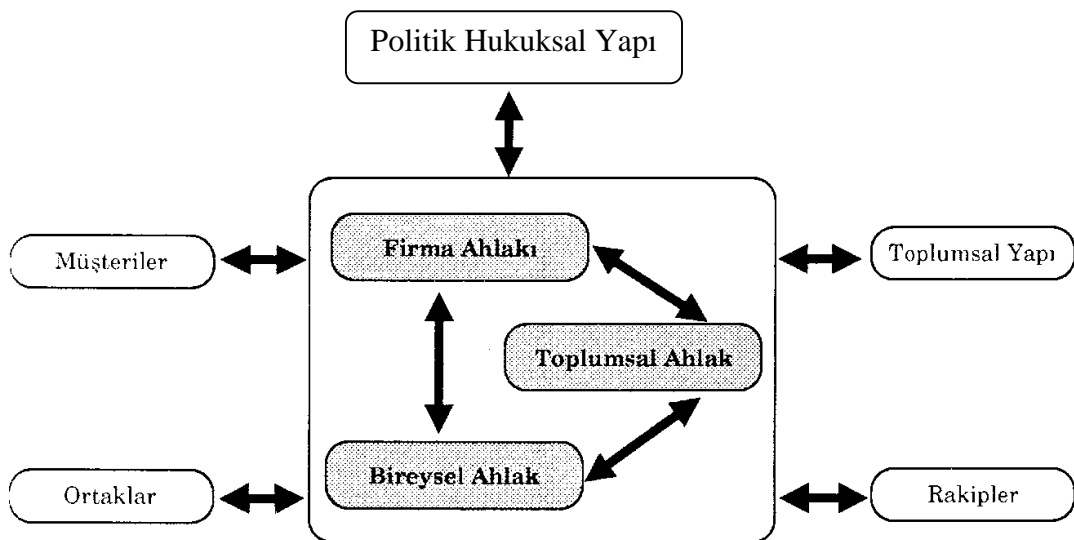 Politik Hukuksal Yapı
Firma Ahlakı
Müşteriler
Toplumsal Yapı
Toplumsal Ahlak
Bireysel Ahlak
Ortaklar
Rakipler